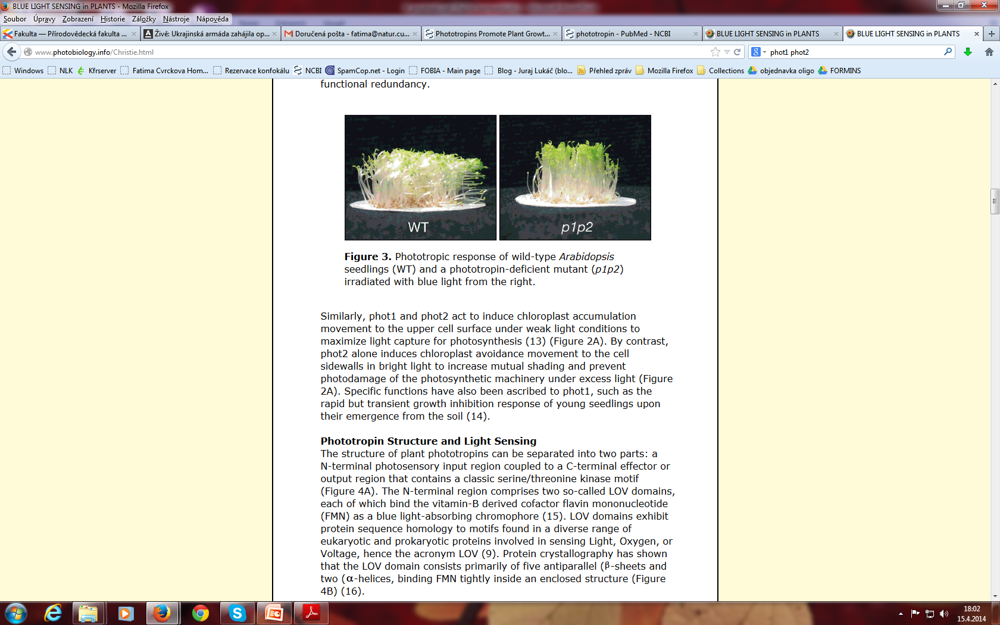 BLUE LIGHT SENSING in PLANTS - Mozilla Firefox
Soubor Úpravy Zobrazení Historie Záložky Nástroje Nápověda
Fakulta — Přírodovědecká fakulta ... Živě: Ukrajinská armáda zahájila op... Doručená pošta - fatima@natur.cu... Phototropins Promote Plant Growt... phototropin - PubMed - NCBI BLUE LIGHT SENSING in PLANTS BLUE LIGHT SENSING in PLANTS
www.photobiology.info/Christie.html phot1 phot2
Windows NLK Kfrserver Fatima Cvrckova Hom... Rezervace konfokálu NCBI SpamCop.net - Login FOBIA - Main page Blog - Juraj Lukáč (blo... Přehled zpráv Mozilla Firefox Collections objednavka oligo FORMINS
functional redundancy.
WT p1p2
Figure 3. Phototropic response of wild-type Arabidopsis
seedlings (WT) and a phototropin-deficient mutant (p1p2)
irradiated with blue light from the right.
Similarly, phot1 and phot2 act to induce chloroplast accumulation
movement to the upper cell surface under weak light conditions to
maximize light capture for photosynthesis (13) (Figure 2A). By contrast,
phot2 alone induces chloroplast avoidance movement to the cell
sidewalls in bright light to increase mutual shading and prevent
photodamage of the photosynthetic machinery under excess light (Figure
2A). Specific functions have also been ascribed to phot1, such as the
rapid but transient growth inhibition response of young seedlings upon
their emergence from the soil (14).
Phototropin Structure and Light Sensing
The structure of plant phototropins can be separated into two parts: a
N-terminal photosensory input region coupled to a C-terminal effector or
output region that contains a classic serine/threonine kinase motif
(Figure 4A). The N-terminal region comprises two so-called LOV domains,
each of which bind the vitamin-B derived cofactor flavin mononucleotide
(FMN) as a blue light-absorbing chromophore (15). LOV domains exhibit
protein sequence homology to motifs found in a diverse range of
eukaryotic and prokaryotic proteins involved in sensing Light, Oxygen, or
Voltage, hence the acronym LOV (9). Protein crystallography has shown
that the LOV domain consists primarily of five antiparallel (β-sheets and
two (α-helices, binding FMN tightly inside an enclosed structure (Figure
4B) (16).
18:02
15.4.2014